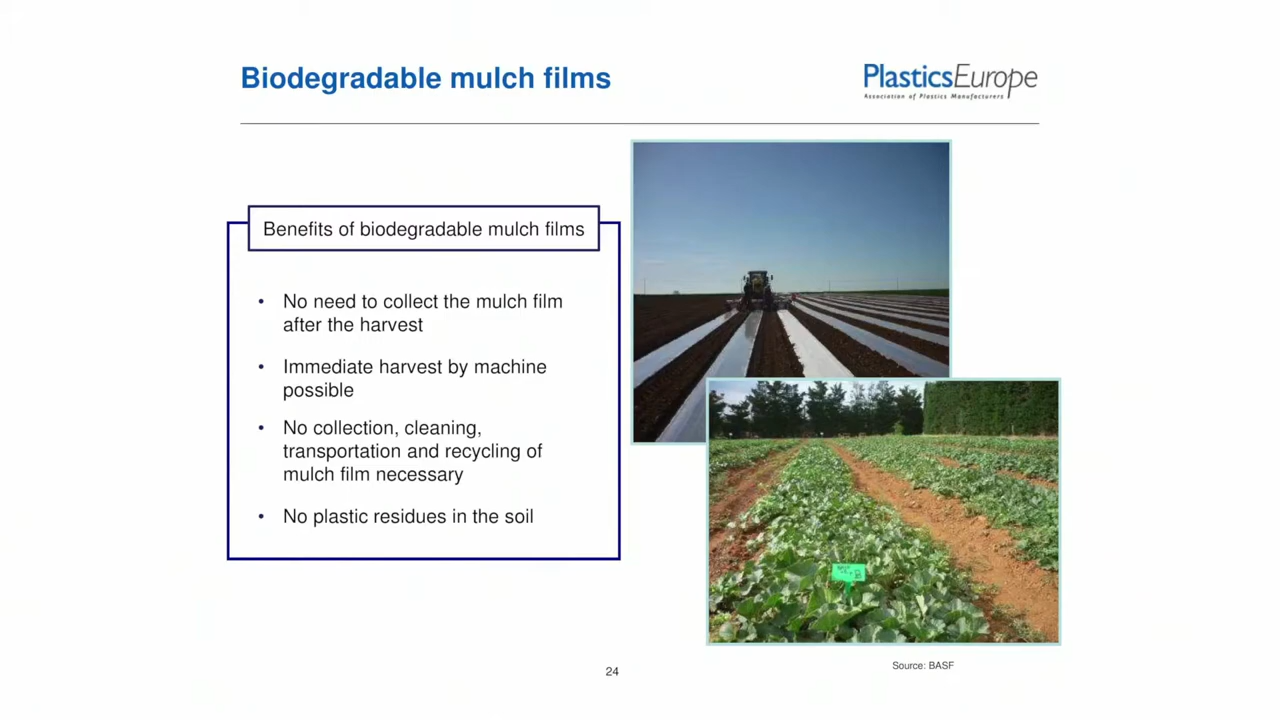 Biodegradable mulch films
PlasticsEurope
Association of Plastics Manufacturers
Benefits of biodegradable mulch films
• No need to collect the mulch film
after the harvest
• Immediate harvest by machine
possible
• No collection, cleaning,
transportation and recycling of
mulch film necessary
• No plastic residues in the soil
24
Source: BASF